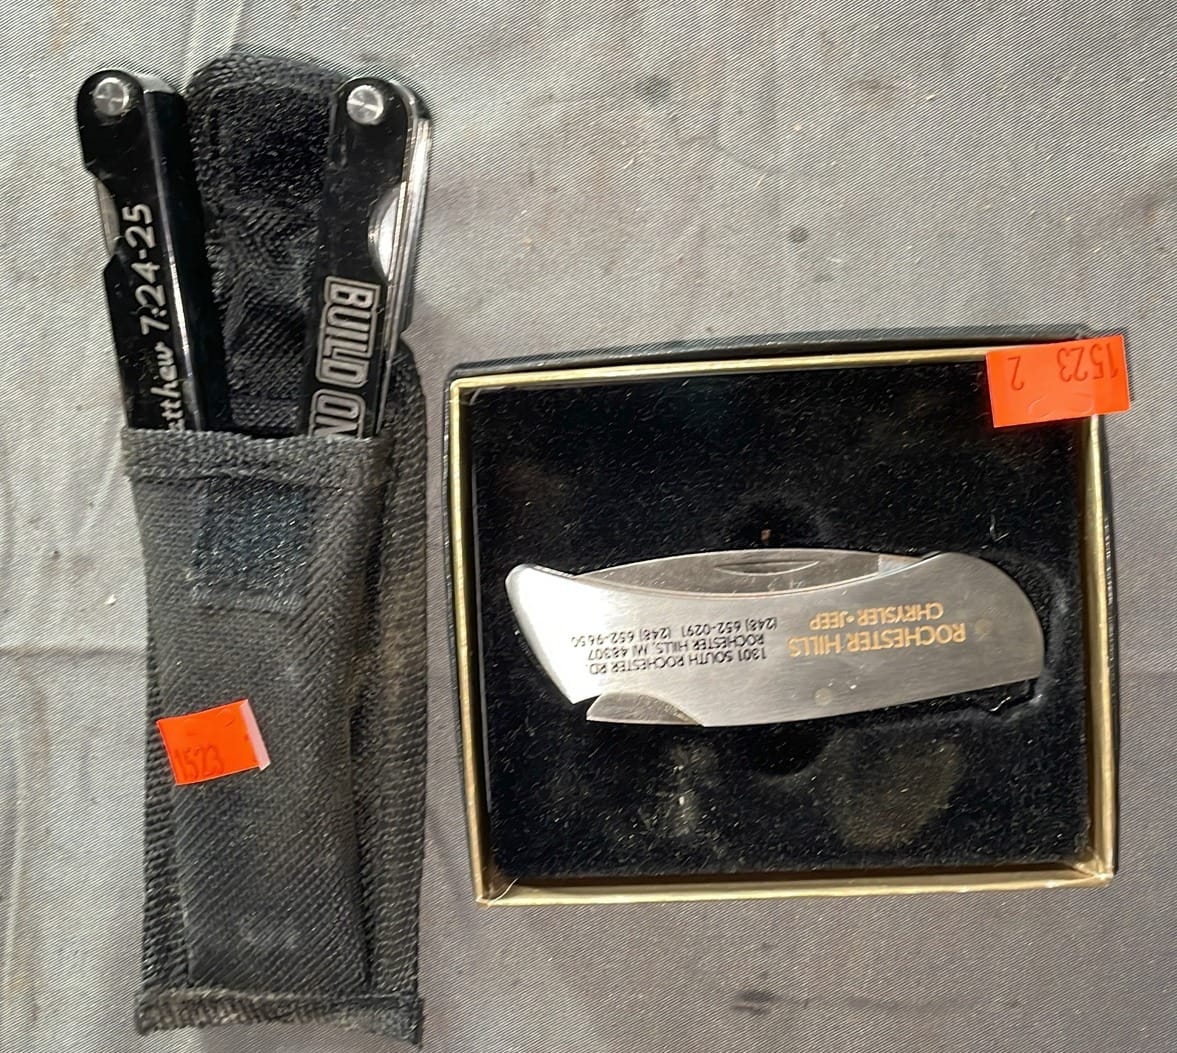 atthew 7:24-25
BUILD ON
1523
1523
2
ROCHESTER HILLS
CHRYSLER • JEEP
1301 SOUTH ROCHESTER RD.
ROCHESTER HILLS, MI 48307
(248) 652-0291 (248) 652-9650